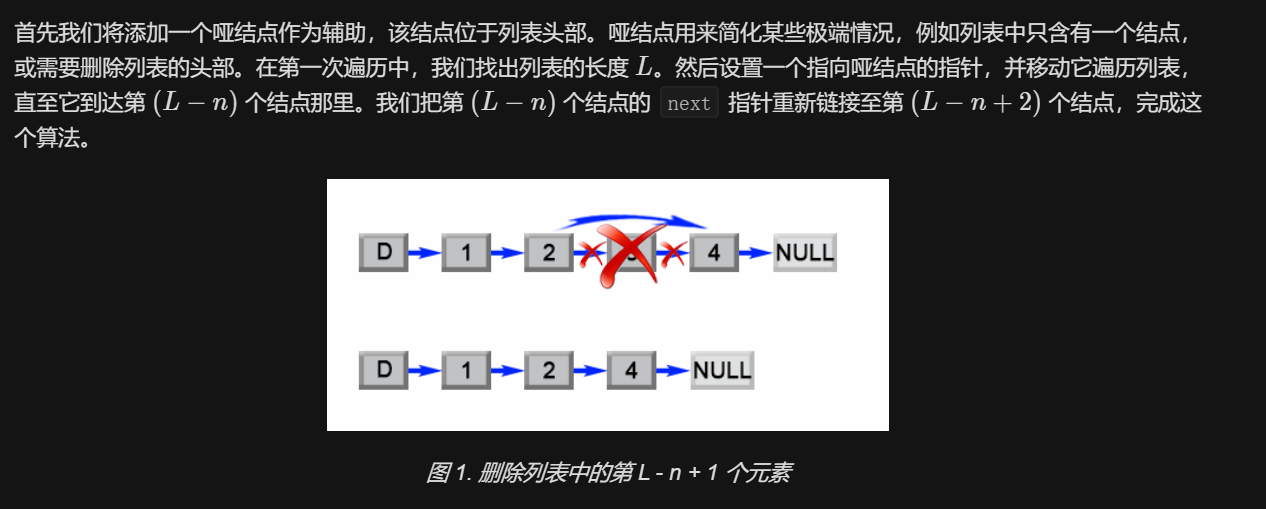 首先我们将添加一个哑结点作为辅助，该结点位于列表头部。哑结点用来简化某些极端情况，例如列表中只含有一个结点，
或需要删除列表的头部。在第一次遍历中，我们找出列表的长度 L。然后设置一个指向哑结点的指针，并移动它遍历列表，
直至它到达第 (L − n) 个结点那里。我们把第 (L − n) 个结点的 next 指针重新链接至第 (L − n + 2) 个结点，完成这
个算法。
D 1 2 4 NULL
D 1 2 4 NULL
图 1. 删除列表中的第 L - n + 1 个元素